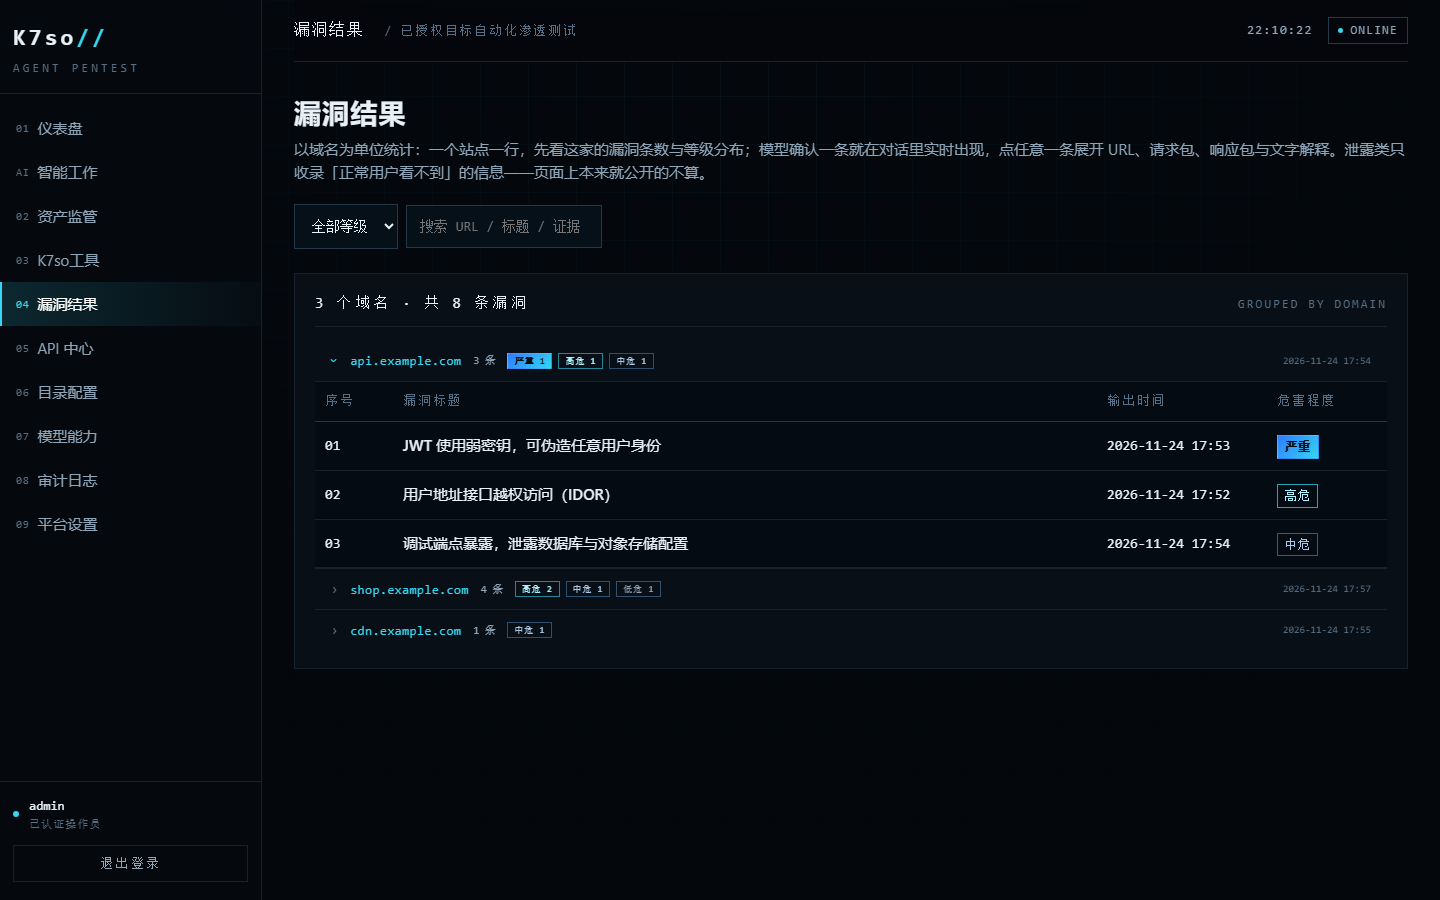 K7so//
AGENT PENTEST
01 仪表盘
AI 智能工作
02 资产监管
03 K7so工具
04 漏洞结果
05 API 中心
06 目录配置
07 模型能力
08 审计日志
09 平台设置
admin
已认证操作员
退出登录
漏洞结果 / 已授权目标自动化渗透测试
22:10:22
ONLINE
漏洞结果
以域名为单位统计：一个站点一行，先看这家的漏洞条数与等级分布；模型确认一条就在对话里实时出现，点任意一条展开 URL、请求包、响应包与文字解释。泄露类只
收录「正常用户看不到」的信息——页面上本来就公开的不算。
全部等级
搜索 URL / 标题 / 证据
3 个域名 · 共 8 条漏洞
GROUPED BY DOMAIN
api.example.com 3 条 严重 1 高危 1 中危 1 2026-11-24 17:54
序号 漏洞标题 输出时间 危害程度
01 JWT 使用弱密钥，可伪造任意用户身份 2026-11-24 17:53 严重
02 用户地址接口越权访问（IDOR） 2026-11-24 17:52 高危
03 调试端点暴露，泄露数据库与对象存储配置 2026-11-24 17:54 中危
shop.example.com 4 条 高危 2 中危 1 低危 1 2026-11-24 17:57
cdn.example.com 1 条 中危 1 2026-11-24 17:55